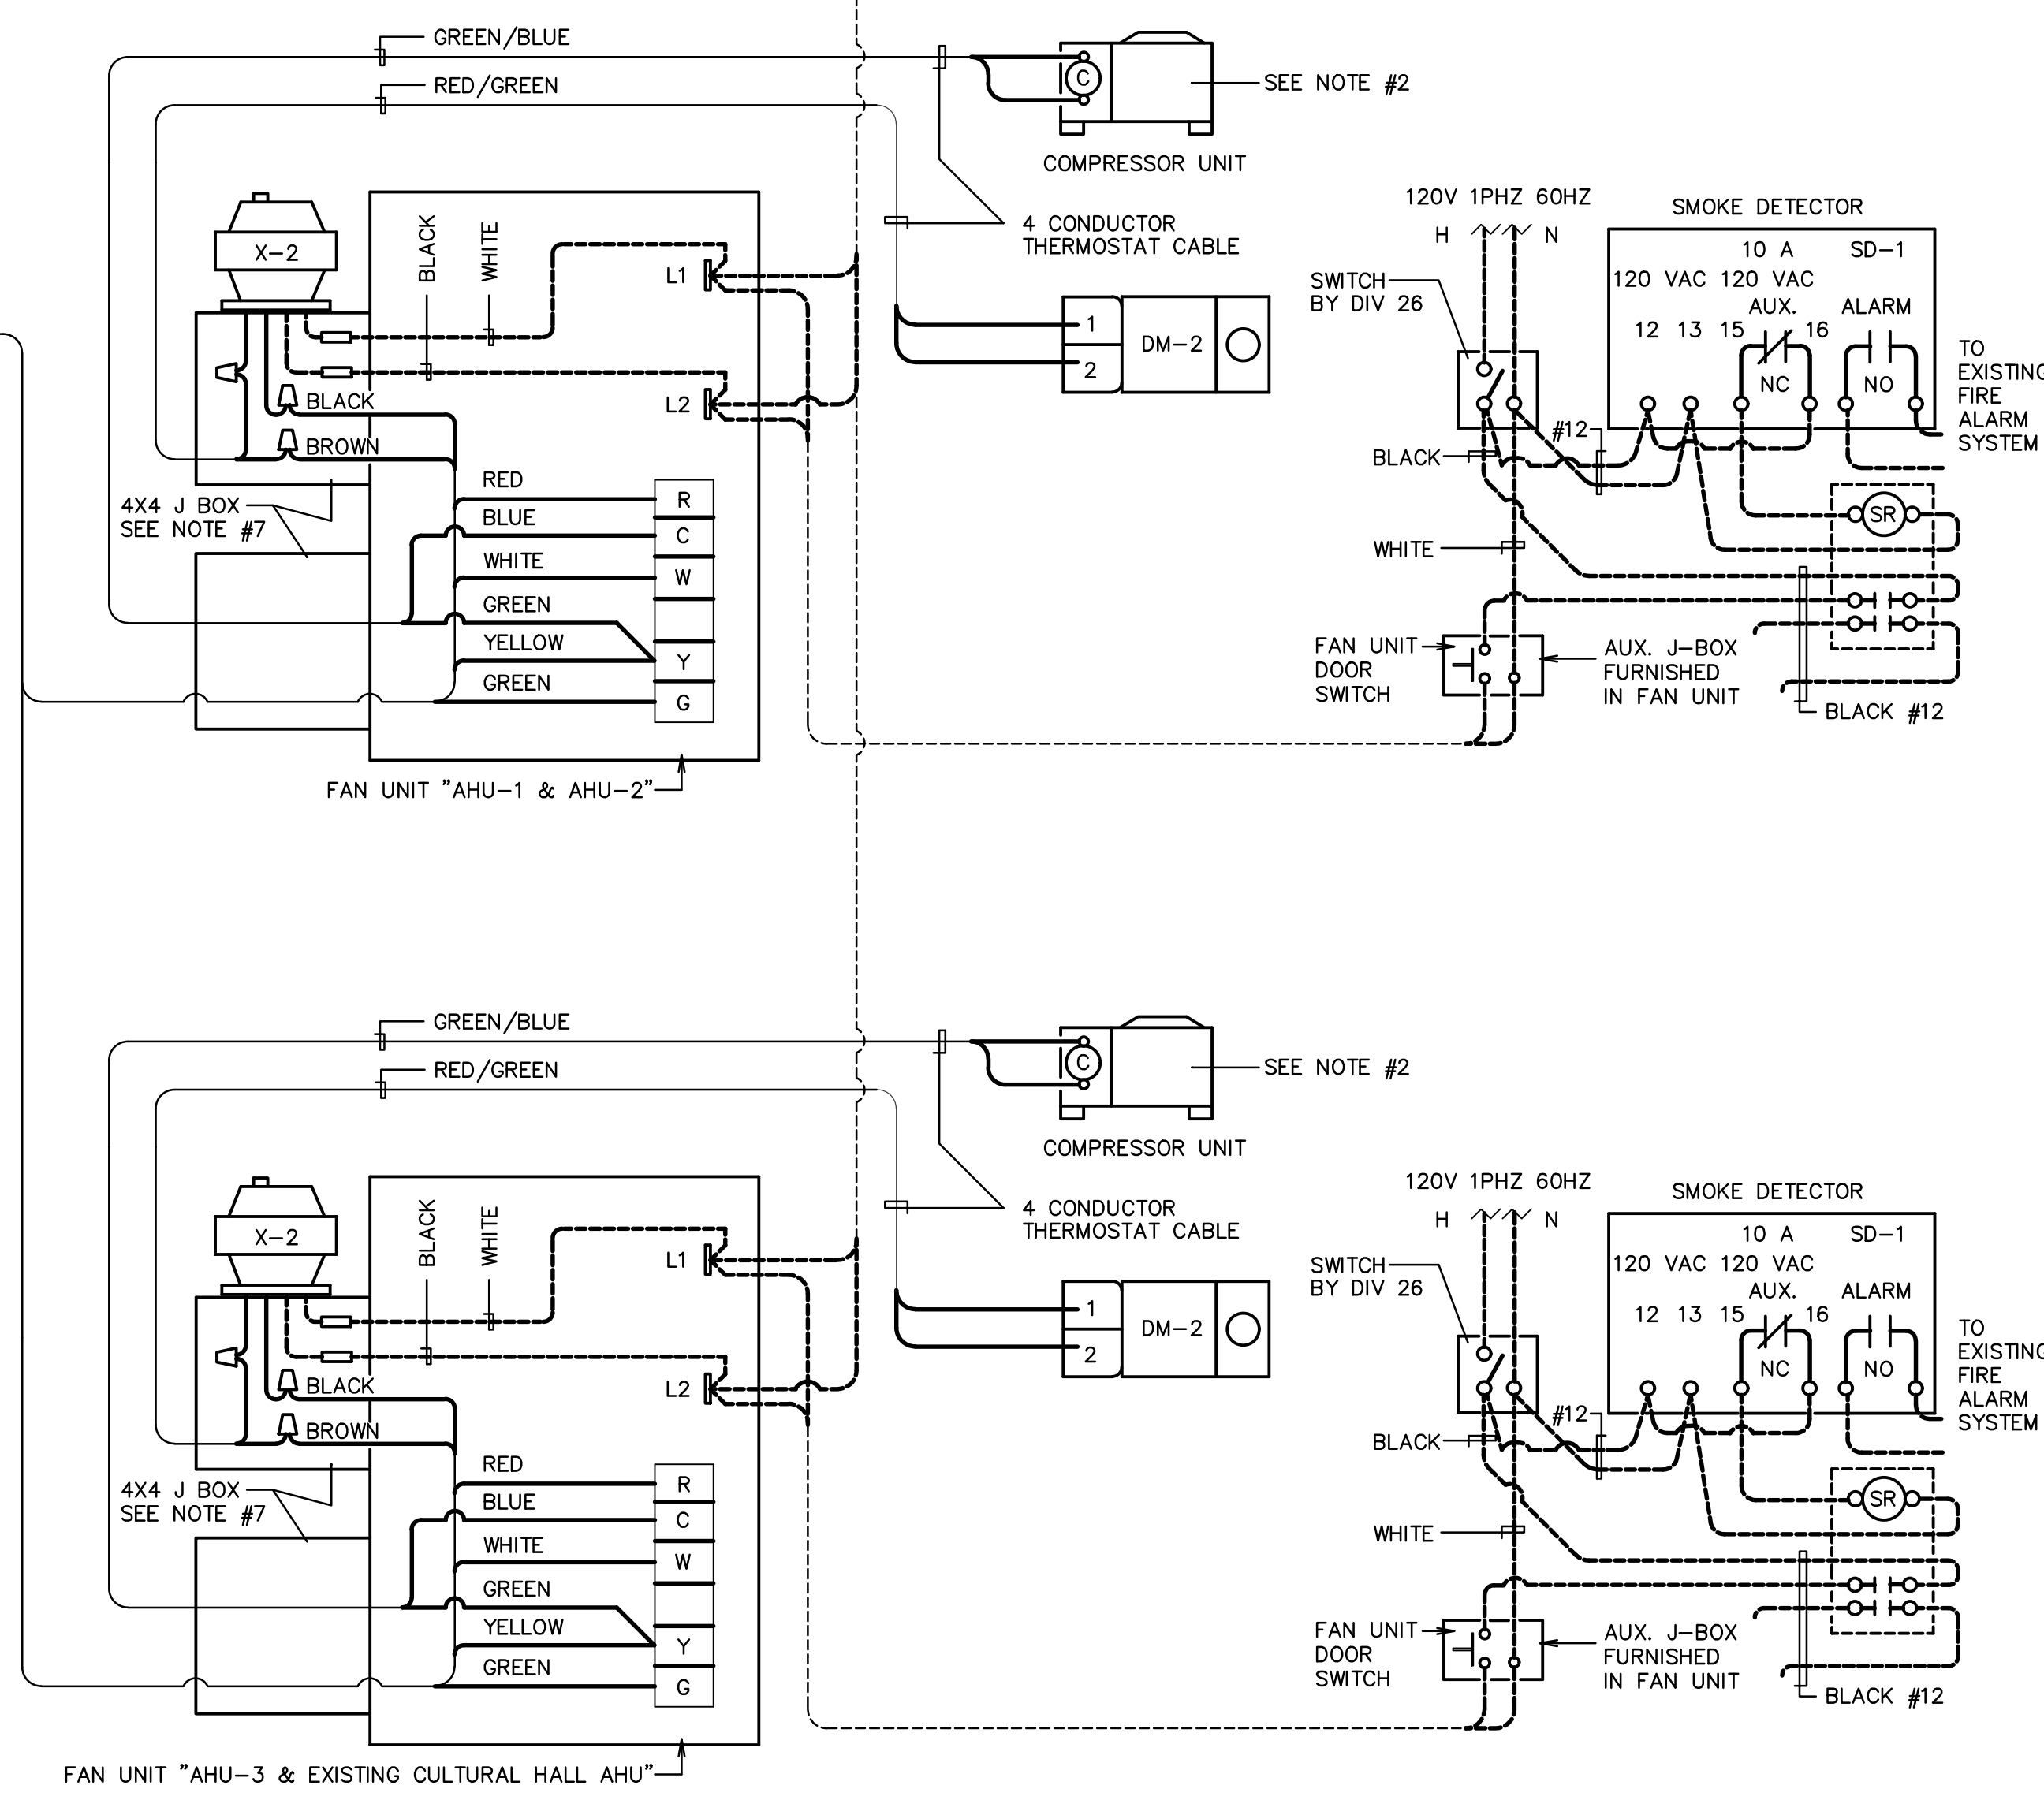 GREEN/BLUE
RED/GREEN
C
SEE NOTE #2
COMPRESSOR UNIT
X-2
BLACK
WHITE
L1
4 CONDUCTOR
THERMOSTAT CABLE
1
DM-2
2
L2
BLACK
BROWN
4X4 J BOX
SEE NOTE #7
RED
R
BLUE
C
WHITE
W
GREEN
YELLOW
Y
GREEN
G
FAN UNIT "AHU-1 & AHU-2"
120V 1PHZ 60HZ
H
N
SWITCH
BY DIV 26
SMOKE DETECTOR
10 A
SD-1
120 VAC 120 VAC
AUX.
ALARM
12 13 15 16
NC
NO
TO
EXISTING
FIRE
ALARM
SYSTEM
#12
BLACK
SR
WHITE
FAN UNIT
DOOR
SWITCH
AUX. J-BOX
FURNISHED
IN FAN UNIT
BLACK #12
GREEN/BLUE
RED/GREEN
C
SEE NOTE #2
COMPRESSOR UNIT
X-2
BLACK
WHITE
L1
4 CONDUCTOR
THERMOSTAT CABLE
1
DM-2
2
L2
BLACK
BROWN
4X4 J BOX
SEE NOTE #7
RED
R
BLUE
C
WHITE
W
GREEN
YELLOW
Y
GREEN
G
FAN UNIT "AHU-3 & EXISTING CULTURAL HALL AHU"
120V 1PHZ 60HZ
H
N
SWITCH
BY DIV 26
SMOKE DETECTOR
10 A
SD-1
120 VAC 120 VAC
AUX.
ALARM
12 13 15 16
NC
NO
TO
EXISTING
FIRE
ALARM
SYSTEM
#12
BLACK
SR
WHITE
FAN UNIT
DOOR
SWITCH
AUX. J-BOX
FURNISHED
IN FAN UNIT
BLACK #12